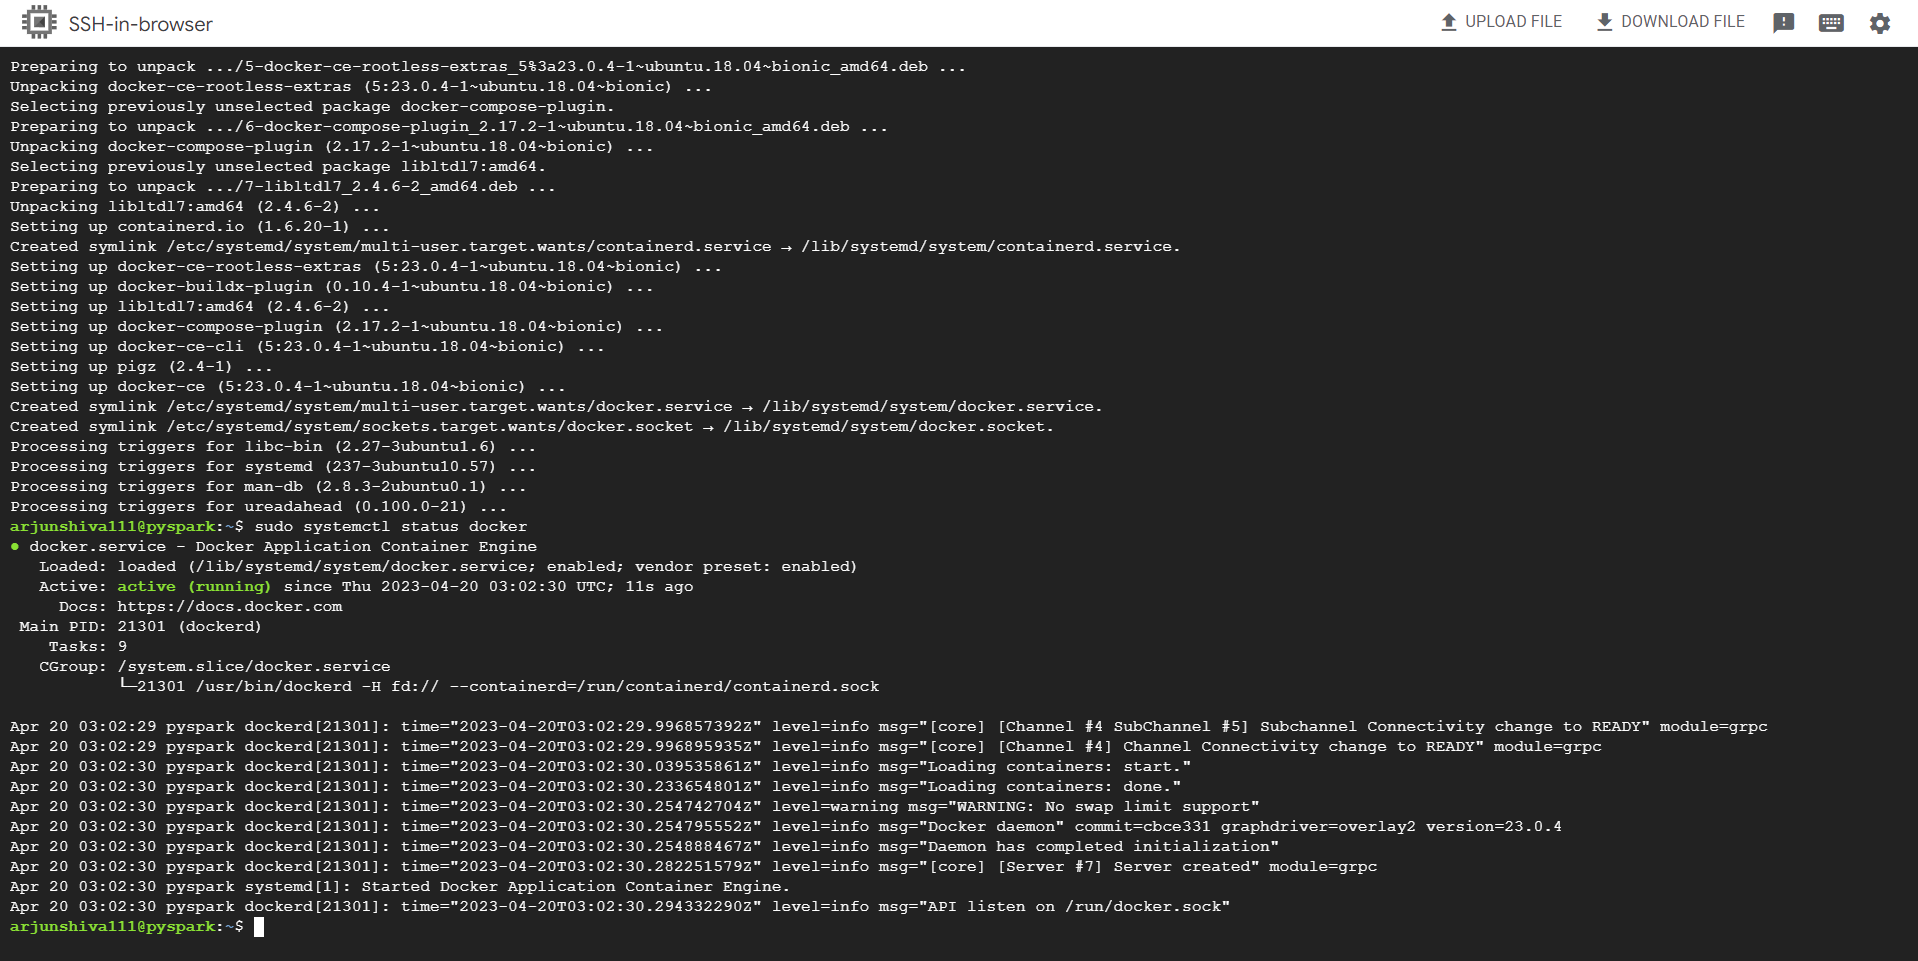 SSH-in-browser
UPLOAD FILE
DOWNLOAD FILE
Preparing to unpack .../5-docker-ce-rootless-extras_5%3a23.0.4-1~ubuntu.18.04~bionic_amd64.deb ...
Unpacking docker-ce-rootless-extras (5:23.0.4-1~ubuntu.18.04~bionic) ...
Selecting previously unselected package docker-compose-plugin.
Preparing to unpack .../6-docker-compose-plugin_2.17.2-1~ubuntu.18.04~bionic_amd64.deb ...
Unpacking docker-compose-plugin (2.17.2-1~ubuntu.18.04~bionic) ...
Selecting previously unselected package libltdl7:amd64.
Preparing to unpack .../7-libltdl7_2.4.6-2_amd64.deb ...
Unpacking libltdl7:amd64 (2.4.6-2) ...
Setting up containerd.io (1.6.20-1) ...
Created symlink /etc/systemd/system/multi-user.target.wants/containerd.service → /lib/systemd/system/containerd.service.
Setting up docker-ce-rootless-extras (5:23.0.4-1~ubuntu.18.04~bionic) ...
Setting up docker-buildx-plugin (0.10.4-1~ubuntu.18.04~bionic) ...
Setting up libltdl7:amd64 (2.4.6-2) ...
Setting up docker-compose-plugin (2.17.2-1~ubuntu.18.04~bionic) ...
Setting up docker-ce-cli (5:23.0.4-1~ubuntu.18.04~bionic) ...
Setting up pigz (2.4-1) ...
Setting up docker-ce (5:23.0.4-1~ubuntu.18.04~bionic) ...
Created symlink /etc/systemd/system/multi-user.target.wants/docker.service → /lib/systemd/system/docker.service.
Created symlink /etc/systemd/system/sockets.target.wants/docker.socket → /lib/systemd/system/docker.socket.
Processing triggers for libc-bin (2.27-3ubuntu1.6) ...
Processing triggers for systemd (237-3ubuntu10.57) ...
Processing triggers for man-db (2.8.3-2ubuntu0.1) ...
Processing triggers for ureadahead (0.100.0-21) ...
arjunshiva111@pyspark:~$ sudo systemctl status docker
● docker.service - Docker Application Container Engine
Loaded: loaded (/lib/systemd/system/docker.service; enabled; vendor preset: enabled)
Active: active (running) since Thu 2023-04-20 03:02:30 UTC; 11s ago
Docs: https://docs.docker.com
Main PID: 21301 (dockerd)
Tasks: 9
CGroup: /system.slice/docker.service
└─21301 /usr/bin/dockerd -H fd:// --containerd=/run/containerd/containerd.sock
Apr 20 03:02:29 pyspark dockerd[21301]: time="2023-04-20T03:02:29.996857392Z" level=info msg="[core] [Channel #4 SubChannel #5] Subchannel Connectivity change to READY" module=grpc
Apr 20 03:02:29 pyspark dockerd[21301]: time="2023-04-20T03:02:29.996895935Z" level=info msg="[core] [Channel #4] Channel Connectivity change to READY" module=grpc
Apr 20 03:02:30 pyspark dockerd[21301]: time="2023-04-20T03:02:30.039535861Z" level=info msg="Loading containers: start."
Apr 20 03:02:30 pyspark dockerd[21301]: time="2023-04-20T03:02:30.233654801Z" level=info msg="Loading containers: done."
Apr 20 03:02:30 pyspark dockerd[21301]: time="2023-04-20T03:02:30.254742704Z" level=warning msg="WARNING: No swap limit support"
Apr 20 03:02:30 pyspark dockerd[21301]: time="2023-04-20T03:02:30.254795552Z" level=info msg="Docker daemon" commit=cbce331 graphdriver=overlay2 version=23.0.4
Apr 20 03:02:30 pyspark dockerd[21301]: time="2023-04-20T03:02:30.254888467Z" level=info msg="Daemon has completed initialization"
Apr 20 03:02:30 pyspark dockerd[21301]: time="2023-04-20T03:02:30.282251579Z" level=info msg="[core] [Server #7] Server created" module=grpc
Apr 20 03:02:30 pyspark systemd[1]: Started Docker Application Container Engine.
Apr 20 03:02:30 pyspark dockerd[21301]: time="2023-04-20T03:02:30.294332290Z" level=info msg="API listen on /run/docker.sock"
arjunshiva111@pyspark:~$